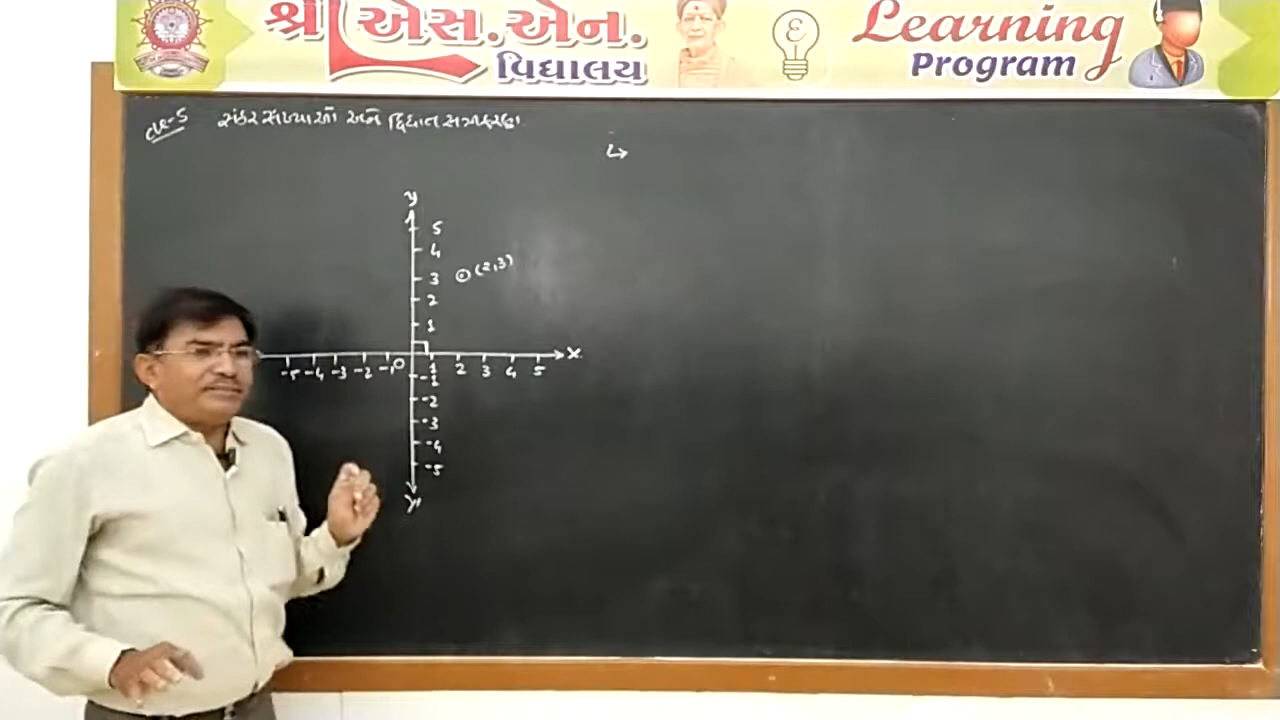 શ્રી એસ. એન. વિદ્યાલય
Learning Program
સંકર સંખ્યાઓ અને દ્વિઘાત સમીકરણ
y
5
4
3 (2,3)
2
1
-5 -4 -3 -2 -1 O 1 2 3 4 5 x
-1
-2
-3
-4
-5
y'